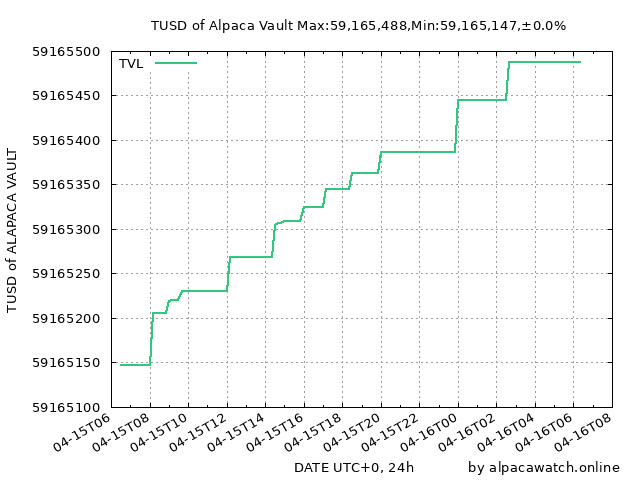 TUSD of Alpaca Vault Max:59,165,488,Min:59,165,147,±0.0%
TVL
59165500
59165450
59165400
59165350
59165300
59165250
59165200
59165150
59165100
TUSD of ALAPACA VAULT
04-15T06
04-15T08
04-15T10
04-15T12
04-15T14
04-15T16
04-15T18
04-15T20
04-15T22
04-16T00
04-16T02
04-16T04
04-16T06
04-16T08
DATE UTC+0, 24h
by alpacawatch.online